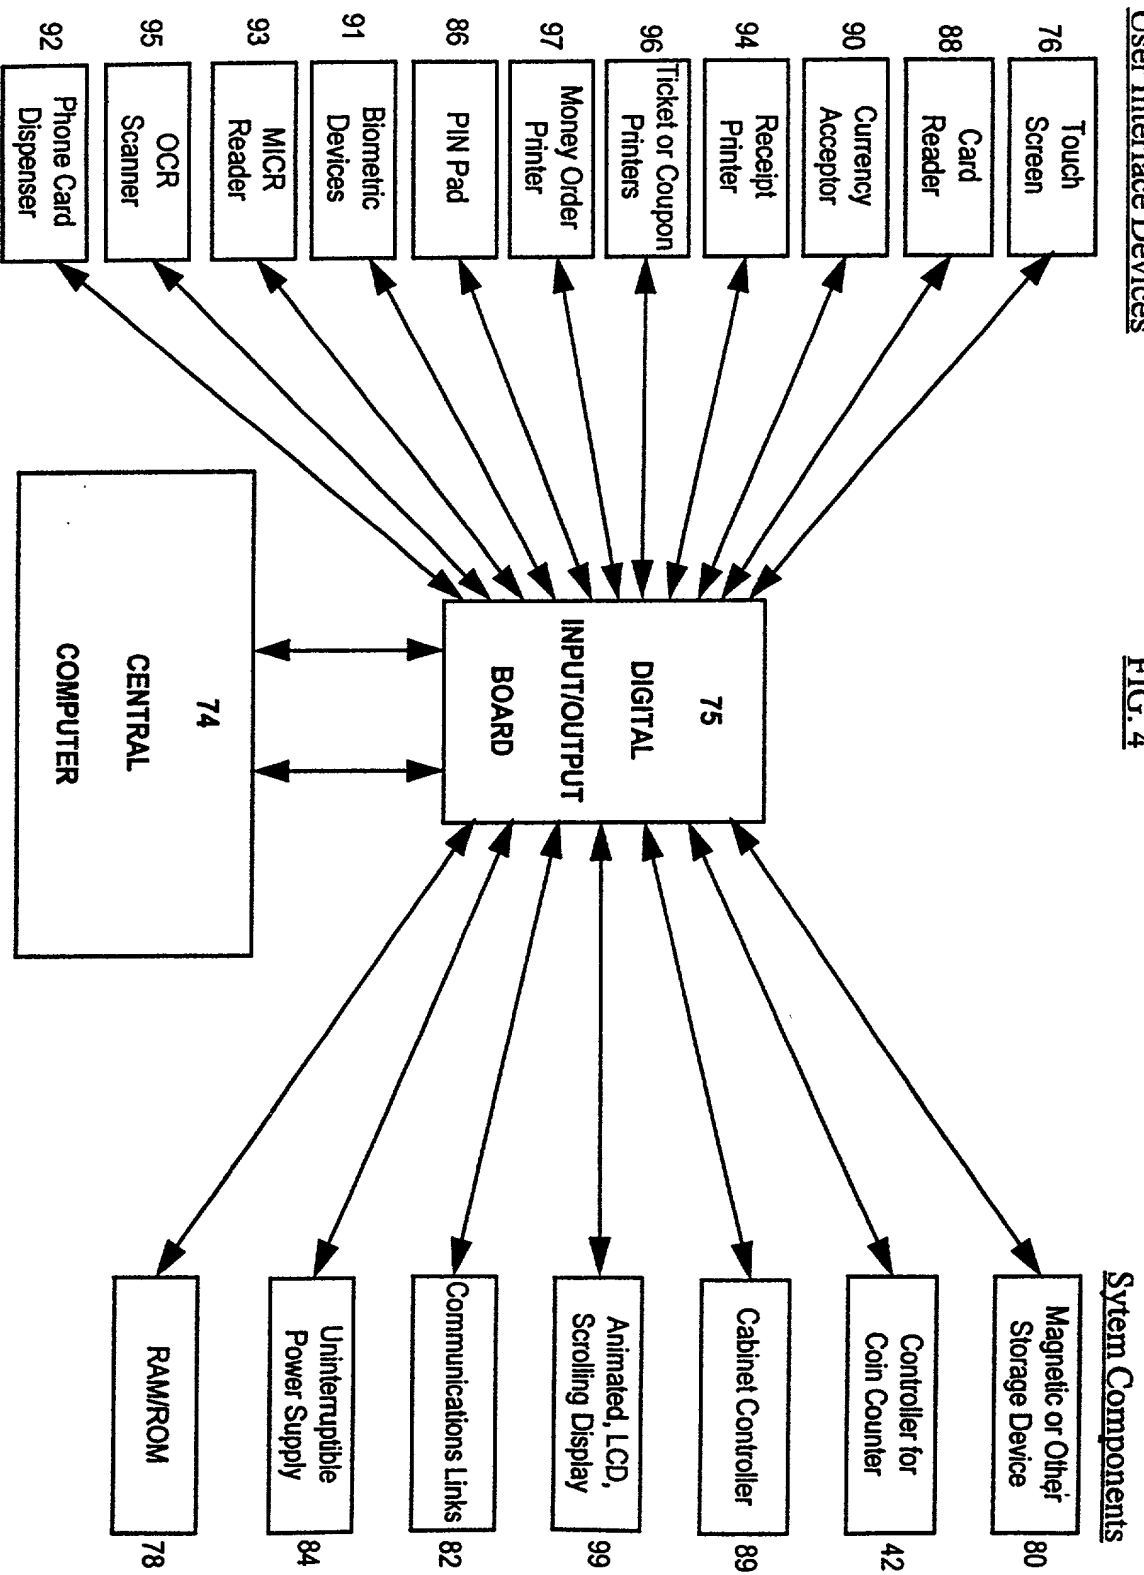 FIG. 4
User Interface Devices
Sytem Components
76
Touch
Screen
88
Card
Reader
90
Currency
Acceptor
94
Receipt
Printer
96
Ticket or Coupon
Printers
97
Money Order
Printer
86
PIN Pad
91
Biometric
Devices
93
MICR
Reader
95
OCR
Scanner
92
Phone Card
Dispenser
75
DIGITAL
INPUT/OUTPUT
BOARD
74
CENTRAL
COMPUTER
Magnetic or Other
Storage Device
80
Controller for
Coin Counter
42
Cabinet Controller
89
Animated, LCD,
Scrolling Display
99
Communications Links
82
Uninterruptible
Power Supply
84
RAM/ROM
78